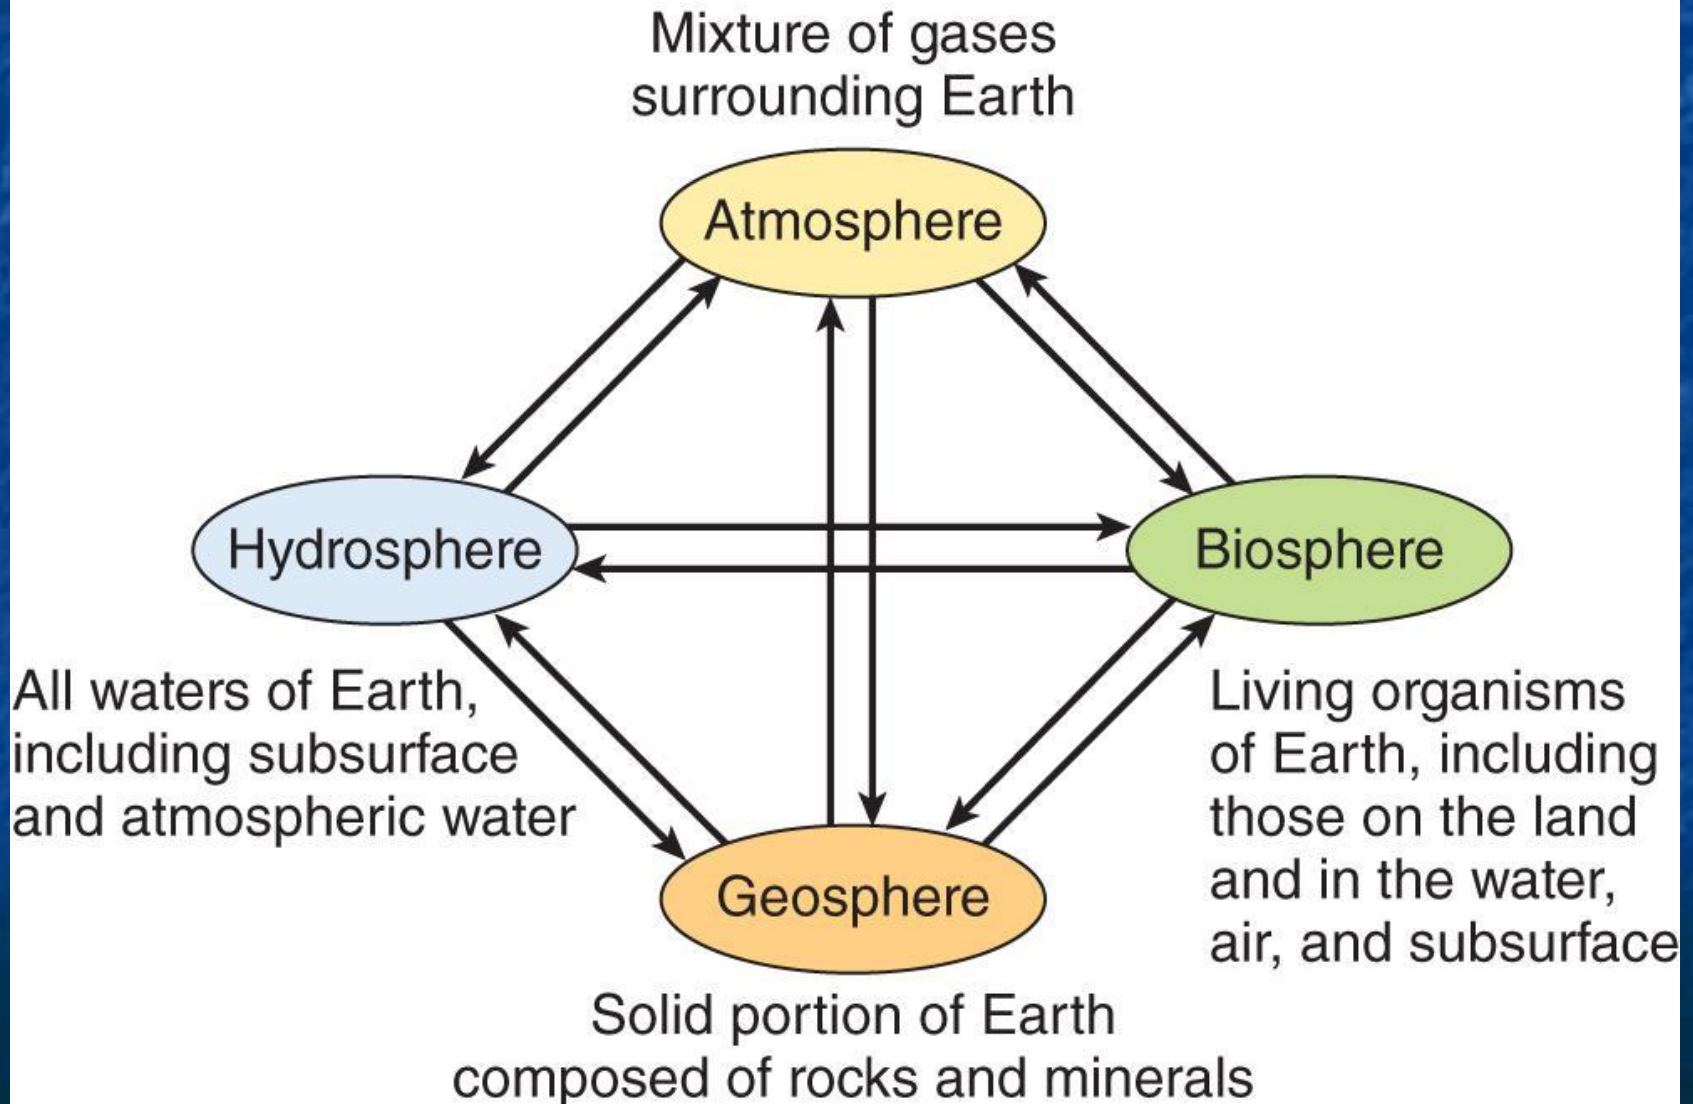 Mixture of gases
surrounding Earth
Atmosphere
Hydrosphere
Biosphere
All waters of Earth,
including subsurface
and atmospheric water
Living organisms
of Earth, including
those on the land
and in the water,
air, and subsurface
Geosphere
Solid portion of Earth
composed of rocks and minerals